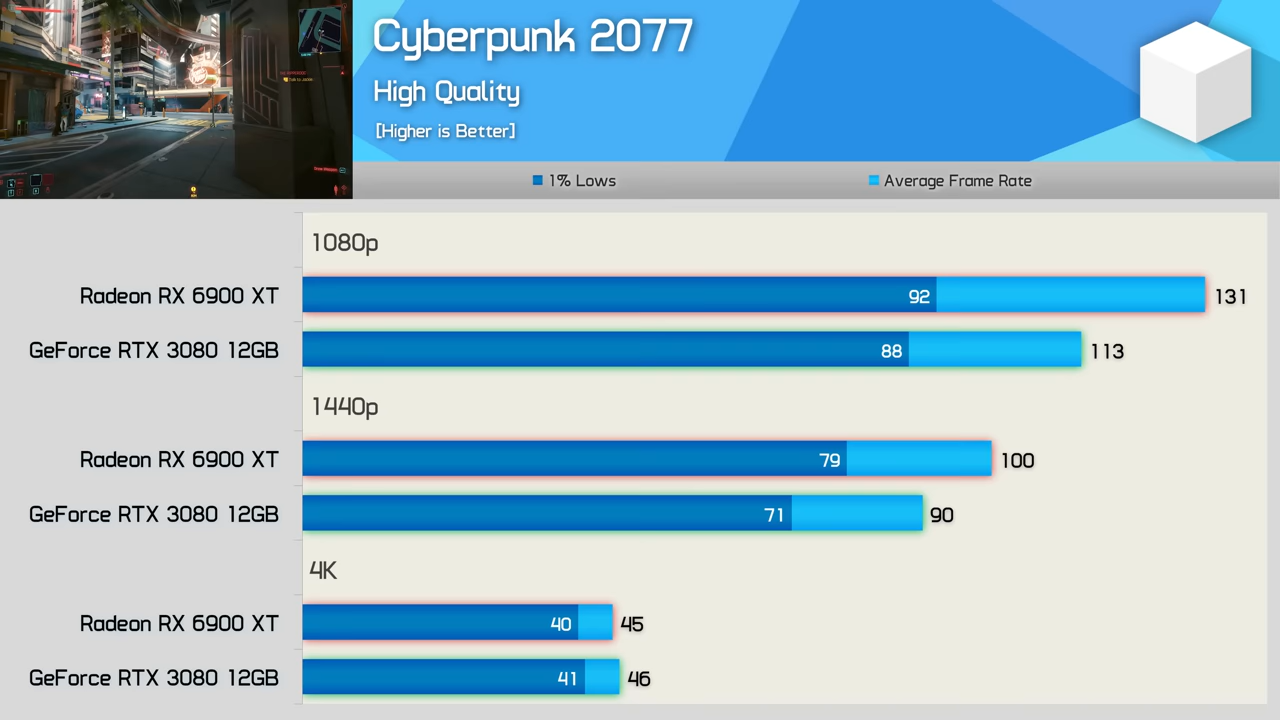 Cyberpunk 2077
High Quality
[Higher is Better]
1% Lows
Average Frame Rate
1080p
Radeon RX 6900 XT
92
131
GeForce RTX 3080 12GB
88
113
1440p
Radeon RX 6900 XT
79
100
GeForce RTX 3080 12GB
71
90
4K
Radeon RX 6900 XT
40
45
GeForce RTX 3080 12GB
41
46